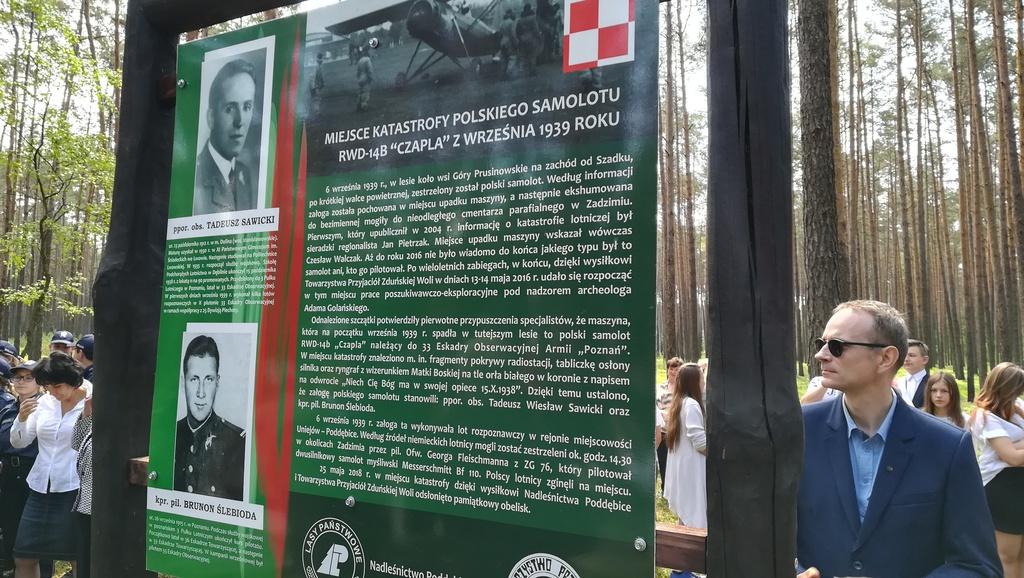 MIEJSCE KATASTROFY POLSKIEGO SAMOLOTU
RWD-14B "CZAPLA" Z WRZEŚNIA 1939 ROKU
6 września 1939 r., w lesie koło wsi Góry Prusinowskie na zachód od Szadku,
po krótkiej walce powietrznej, zestrzelony został polski samolot. Według informacji
załoga została pochowana w miejscu upadku maszyny, a następnie ekshumowana
do bezimiennej mogiły do nieodległego cmentarza parafialnego w Zadzimiu.
Pierwszym, który upublicznił w 2004 r. informację o katastrofie lotniczej był
sieradzki regionalista Jan Pietrzak. Miejsce upadku maszyny wskazał wówczas
Czesław Walczak. Aż do roku 2016 nie było wiadomo do końca jakiego typu był to
samolot ani, kto go pilotował. Po wieloletnich zabiegach, w końcu, dzięki wysiłkowi
Towarzystwa Przyjaciół Zduńskiej Woli w dniach 13-14 maja 2016 r. udało się rozpocząć
w tym miejscu prace poszukiwawczo-eksploracyjne pod nadzorem archeologa
Adama Golańskiego.
Odnalezione szczątki potwierdziły pierwotne przypuszczenia specjalistów, że maszyna,
która na początku września 1939 r. spadła w tutejszym lesie to polski samolot
RWD-14b „Czapla” należący do 33 Eskadry Obserwacyjnej Armii „Poznań”.
W miejscu katastrofy znaleziono m. in. fragmenty pokrywy radiostacji, tabliczkę osłony
silnika oraz ryngraf z wizerunkiem Matki Boskiej na tle orła białego w koronie z napisem
na odwrocie „Niech Cię Bóg ma w swojej opiece 15.X.1938”. Dzięki temu ustalono,
że załogę polskiego samolotu stanowili: ppor. obs. Tadeusz Wiesław Sawicki oraz
kpr. pil. Brunon Ślebioda.
6 września 1939 r. załoga ta wykonywała lot rozpoznawczy w rejonie miejscowości
Uniejów – Poddębice. Według źródeł niemieckich lotnicy mogli zostać zestrzeleni ok. godz. 14.30
w okolicach Zadzimia przez pil. Ofw. Georga Fleischmanna z ZG 76, który pilotował
dwusilnikowy samolot myśliwski Messerschmitt Bf 110. Polscy lotnicy zginęli na miejscu.
25 maja 2018 r. w miejscu katastrofy dzięki wysiłkowi Nadleśnictwa Poddębice
i Towarzystwa Przyjaciół Zduńskiej Woli odsłonięto pamiątkowy obelisk.
ppor. obs. TADEUSZ SAWICKI
kpr. pil. BRUNON ŚLEBIODA
LASY PAŃSTWOWE
Nadleśnictwo